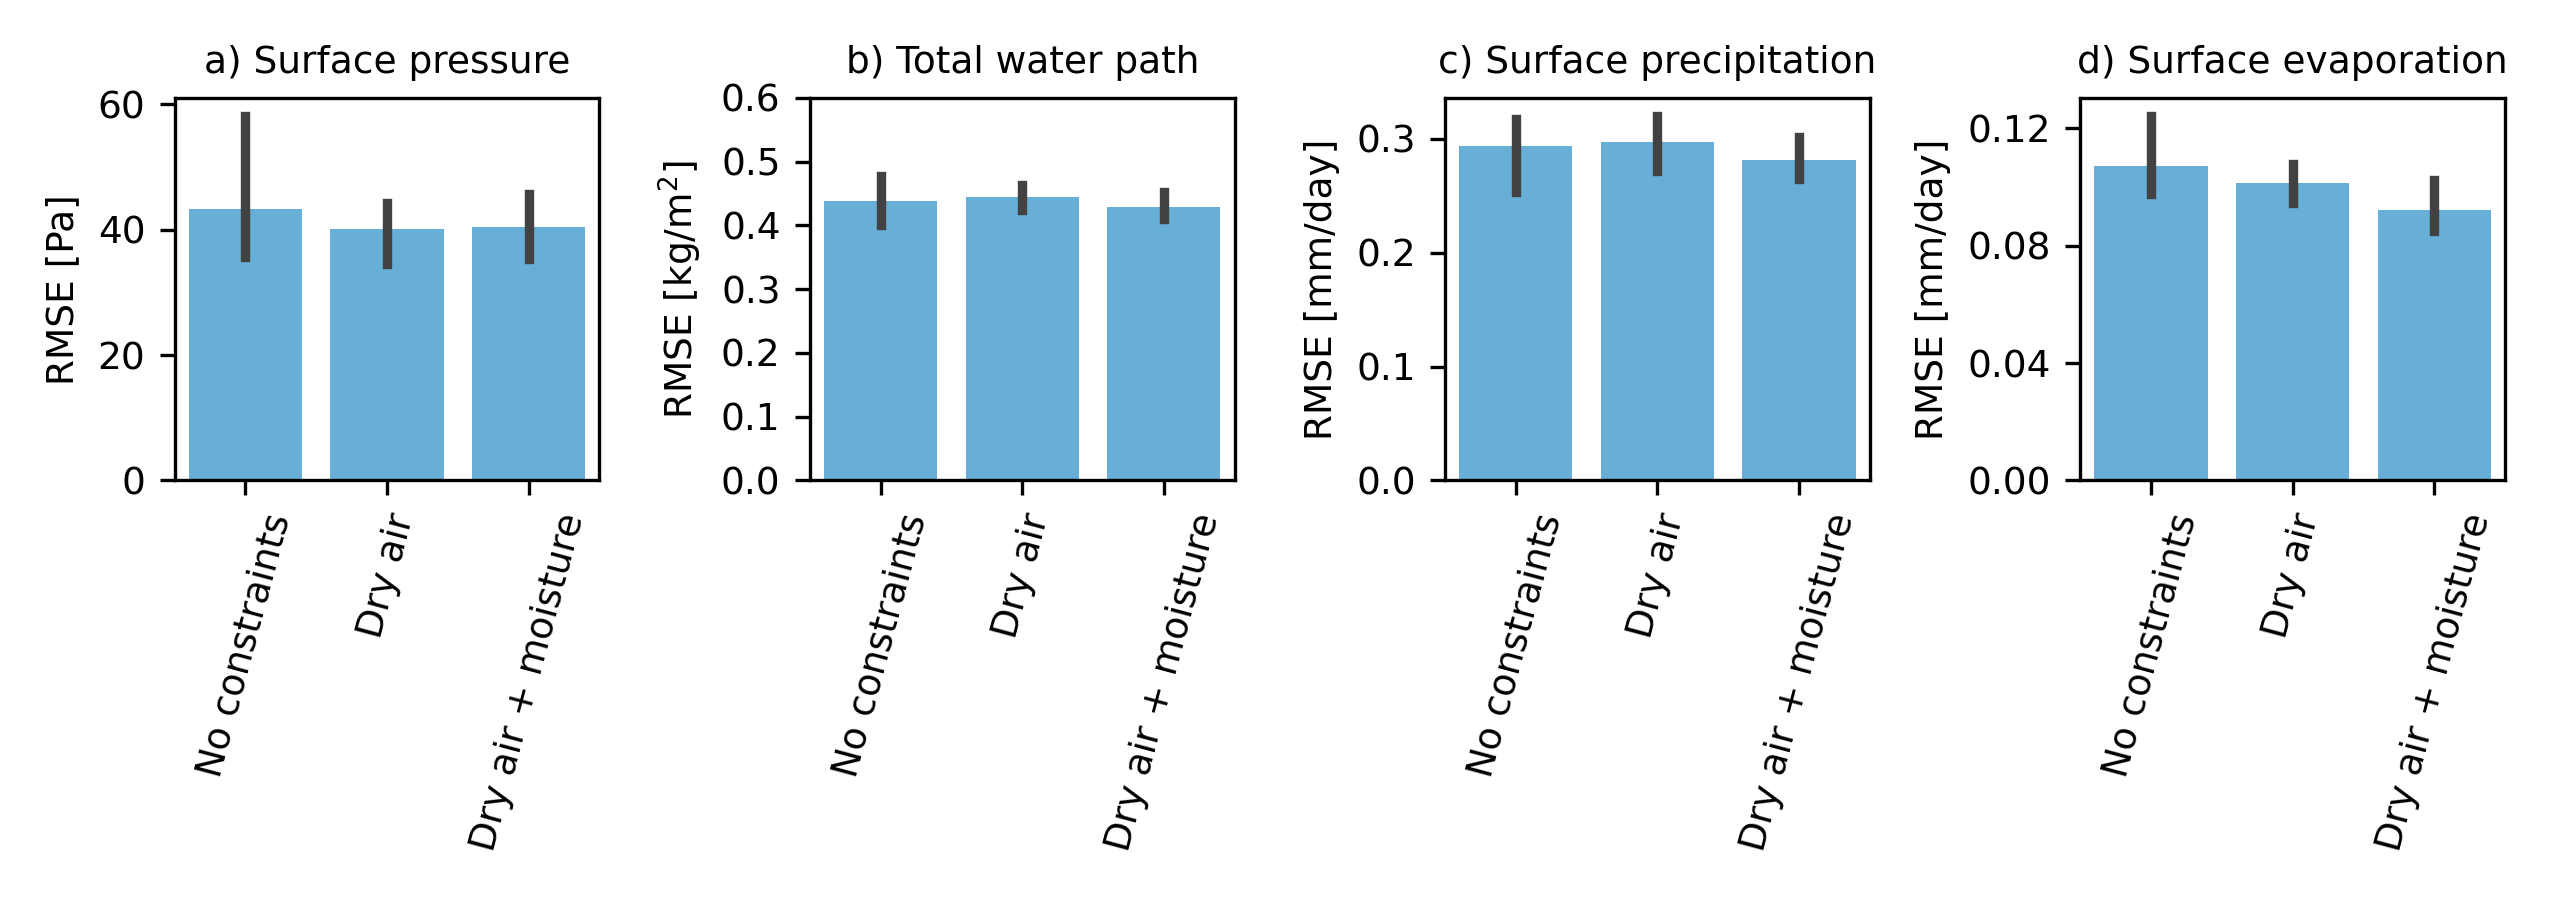 a) Surface pressure
RMSE [Pa]
60
40
20
0
No constraints
Dry air
Dry air + moisture
b) Total water path
RMSE [kg/m²]
0.6
0.5
0.4
0.3
0.2
0.1
0.0
No constraints
Dry air
Dry air + moisture
c) Surface precipitation
RMSE [mm/day]
0.3
0.2
0.1
0.0
No constraints
Dry air
Dry air + moisture
d) Surface evaporation
RMSE [mm/day]
0.12
0.08
0.04
0.00
No constraints
Dry air
Dry air + moisture